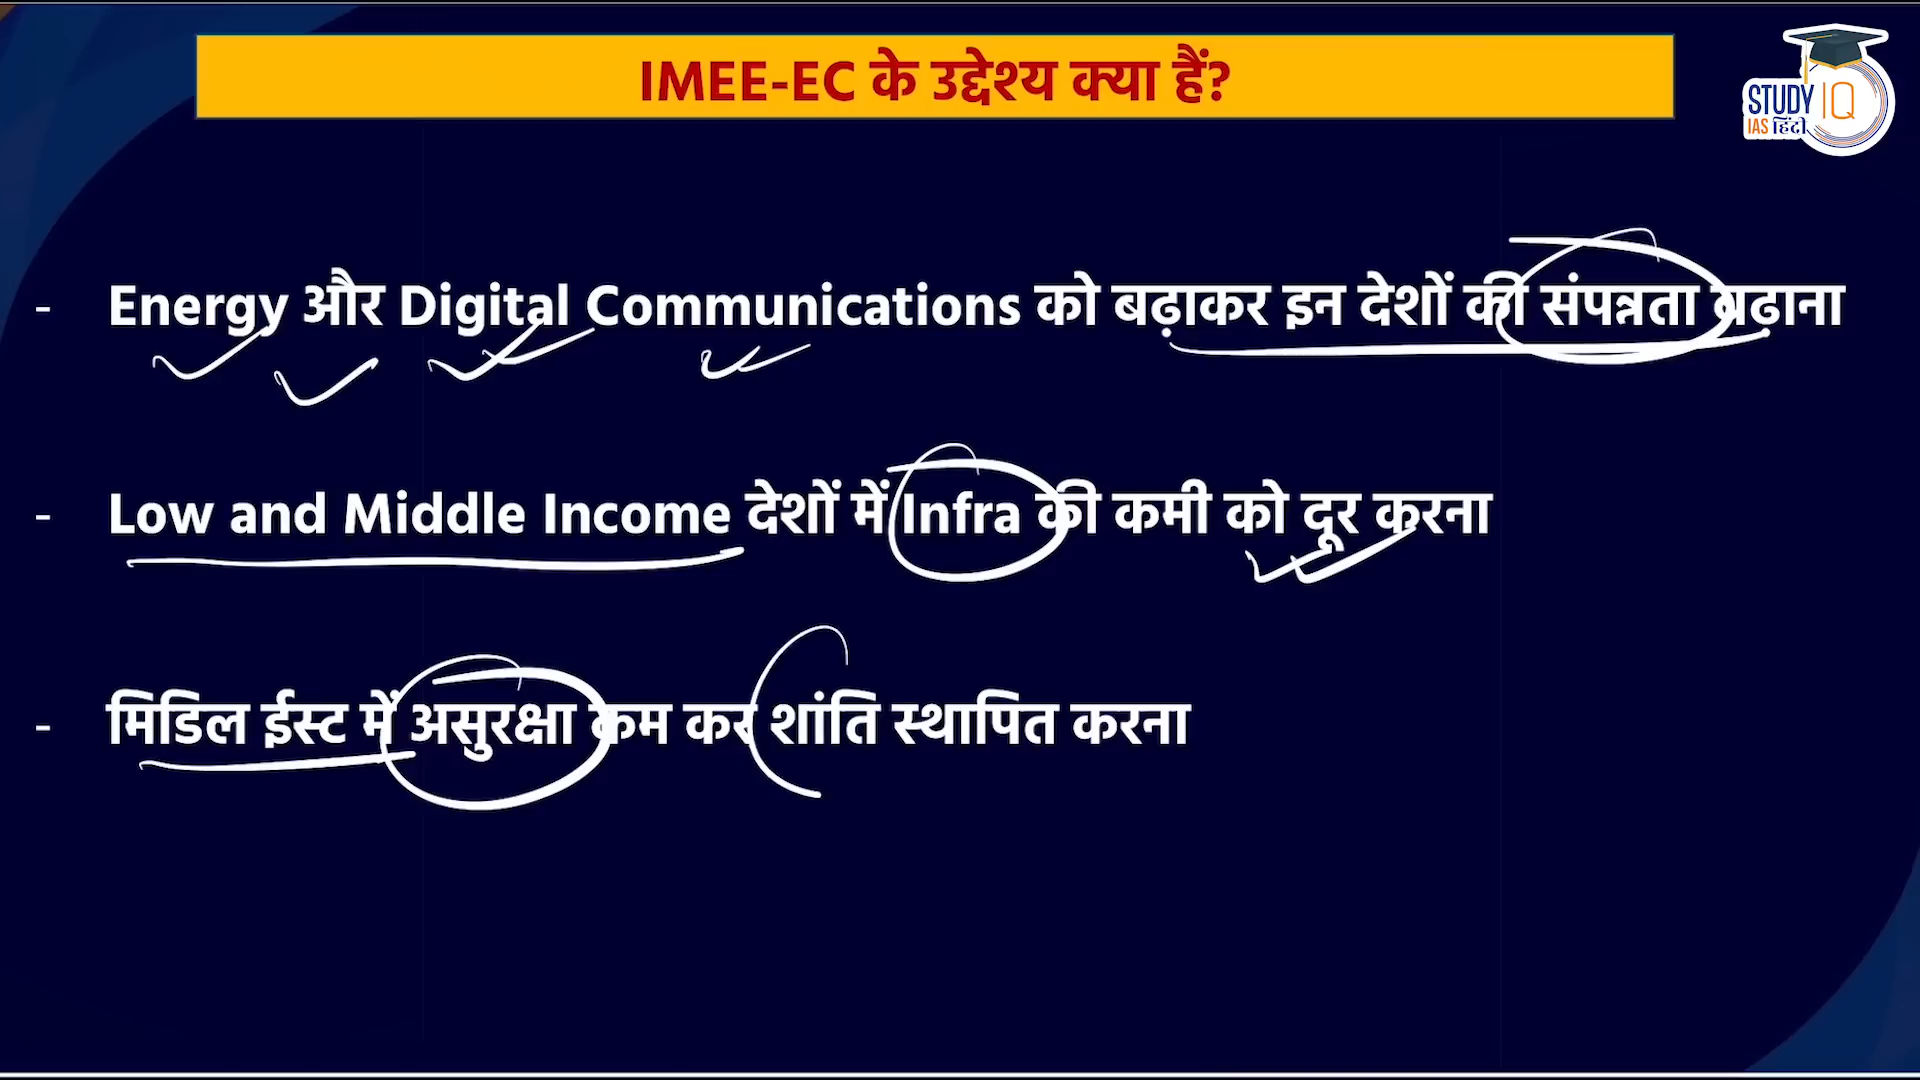 IMEE-EC के उद्देश्य क्या हैं?
STUDY IQ
IAS हिंदी
- Energy और Digital Communications को बढ़ाकर इन देशों की संपन्नता बढ़ाना
- Low and Middle Income देशों में Infra की कमी को दूर करना
- मिडिल ईस्ट में असुरक्षा कम कर शांति स्थापित करना